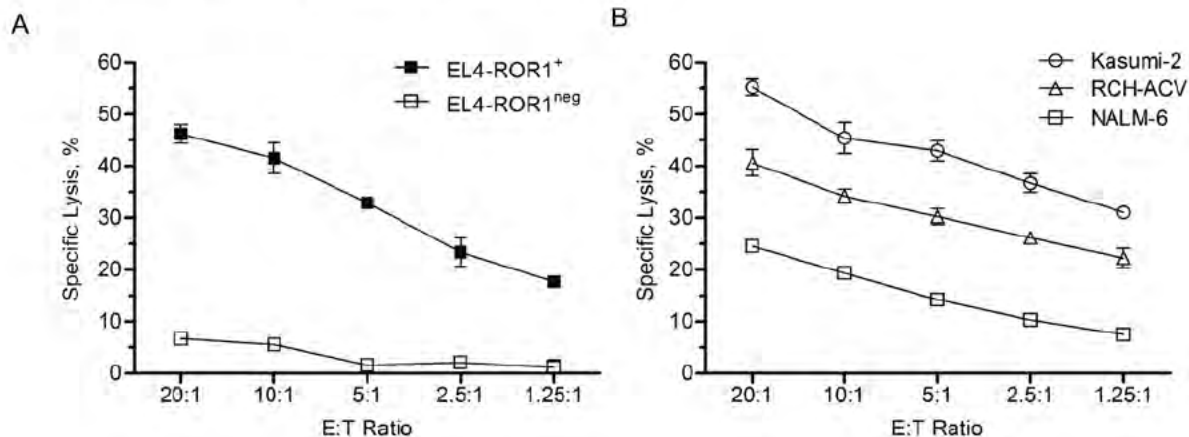 A
EL4-ROR1+
EL4-ROR1neg
Specific Lysis, %
60
50
40
30
20
10
0
20:1 10:1 5:1 2.5:1 1.25:1
E:T Ratio
B
Kasumi-2
RCH-ACV
NALM-6
Specific Lysis, %
60
50
40
30
20
10
0
20:1 10:1 5:1 2.5:1 1.25:1
E:T Ratio